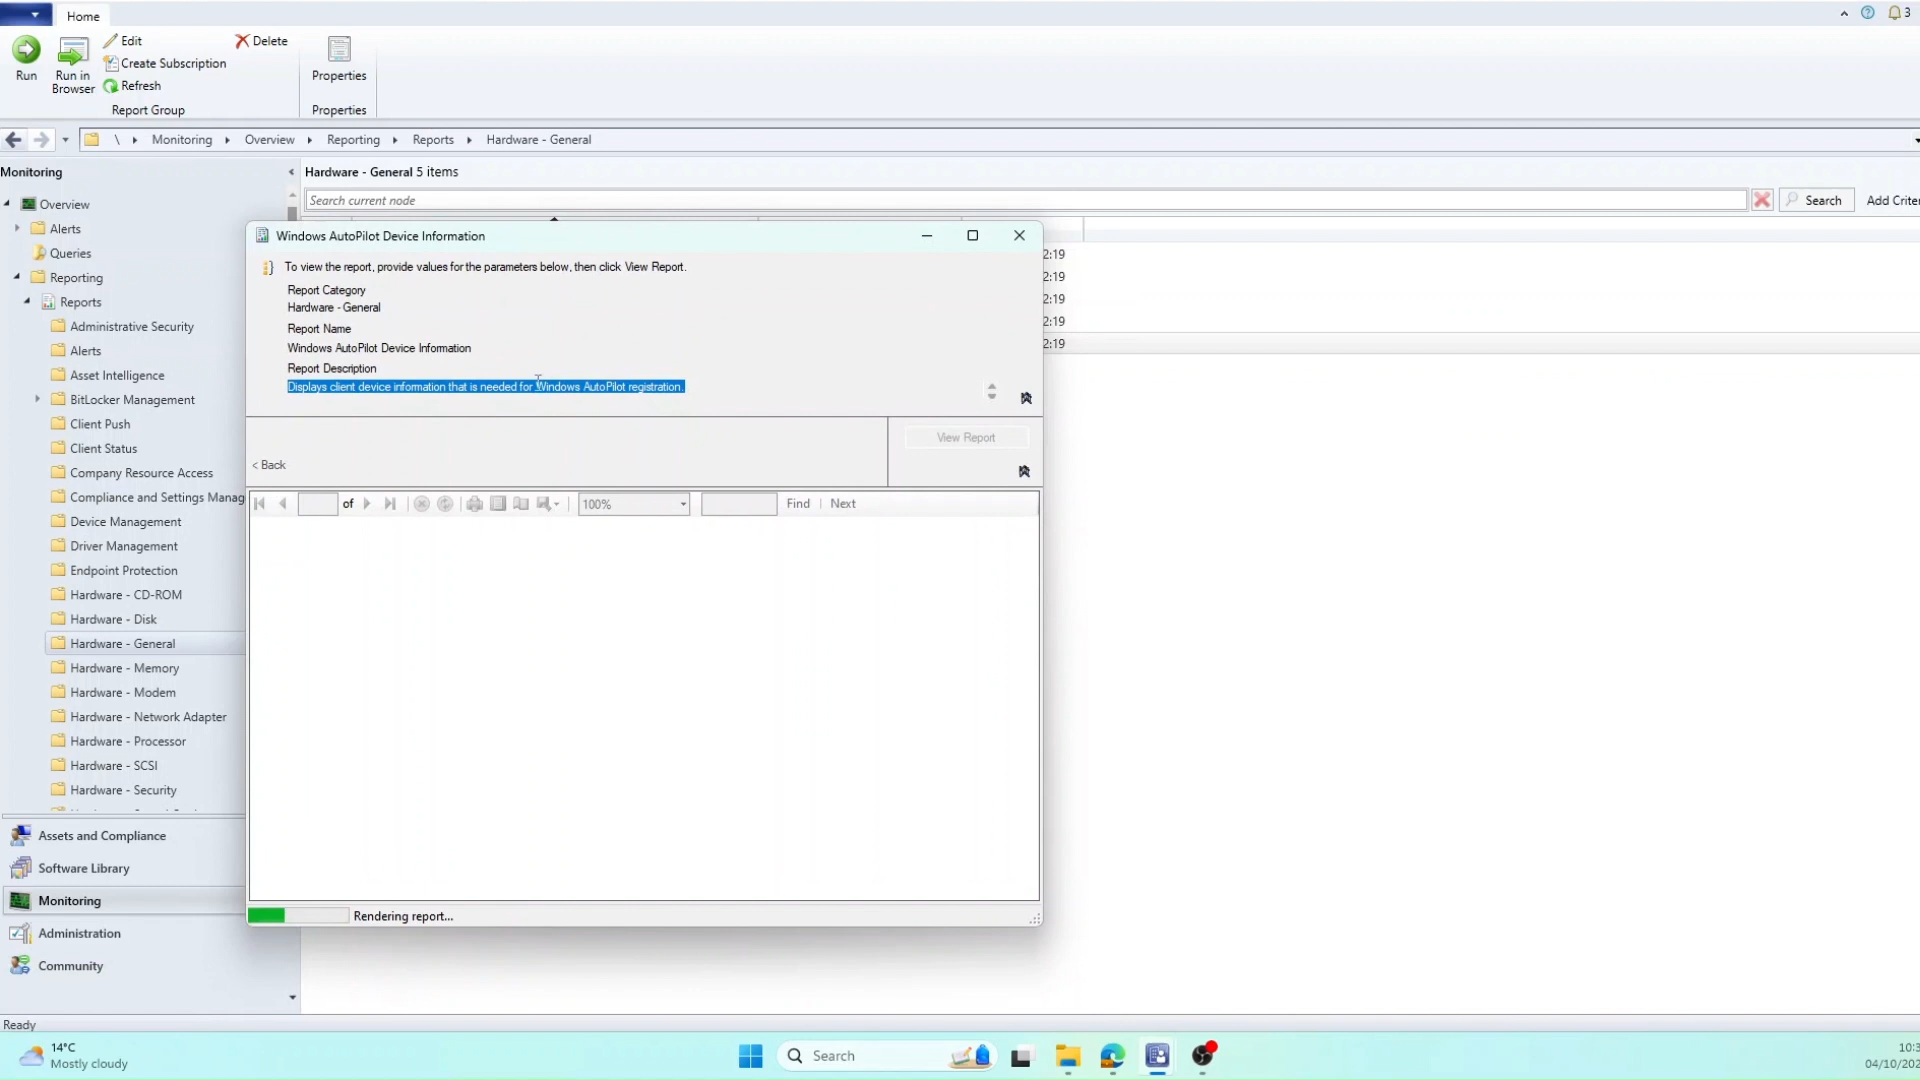 Home
3
Run
Run in
Browser
Edit
Create Subscription
Refresh
Delete
Report Group
Properties
Properties
\ Monitoring Overview Reporting Reports Hardware - General
Monitoring
Overview
Alerts
Queries
Reporting
Reports
Administrative Security
Alerts
Asset Intelligence
BitLocker Management
Client Push
Client Status
Company Resource Access
Compliance and Settings Manag
Device Management
Driver Management
Endpoint Protection
Hardware - CD-ROM
Hardware - Disk
Hardware - General
Hardware - Memory
Hardware - Modem
Hardware - Network Adapter
Hardware - Processor
Hardware - SCSI
Hardware - Security
Assets and Compliance
Software Library
Monitoring
Administration
Community
Hardware - General 5 items
Search current node
Search
Add Criter
2:19
2:19
2:19
2:19
2:19
Windows AutoPilot Device Information
To view the report, provide values for the parameters below, then click View Report.
Report Category
Hardware - General
Report Name
Windows AutoPilot Device Information
Report Description
Displays client device information that is needed for Windows AutoPilot registration.
View Report
< Back
of
100%
Find | Next
Rendering report...
Ready
14°C
Mostly cloudy
Search
10:3
04/10/202